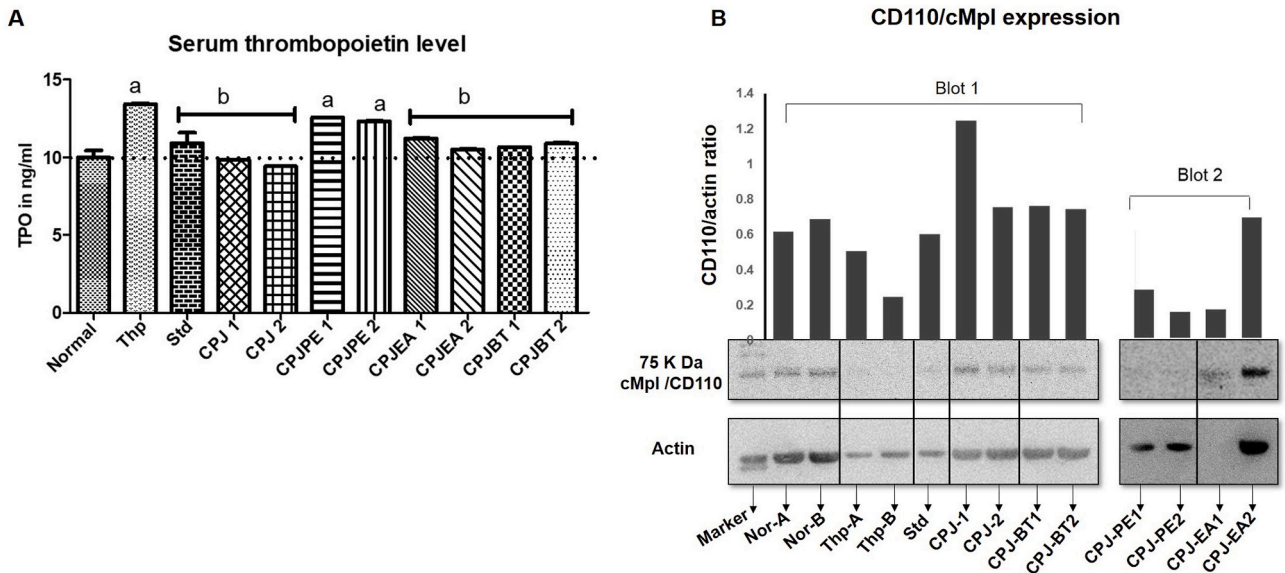 A
Serum thrombopoietin level
TPO in ng/ml
15
10
5
0
a
b
a
a
b
Normal
Thp
Std
CPJ 1
CPJ 2
CPJPE 1
CPJPE 2
CPJEA 1
CPJEA 2
CPJBT 1
CPJBT 2
B
CD110/cMpl expression
CD110/actin ratio
1.4
1.2
1
0.8
0.6
0.4
0.2
0
Blot 1
Blot 2
75 K Da
cMpl /CD110
Actin
Marker
Nor-A
Nor-B
Thp-A
Thp-B
Std
CPJ-1
CPJ-2
CPJ-BT1
CPJ-BT2
CPJ-PE1
CPJ-PE2
CPJ-EA1
CPJ-EA2